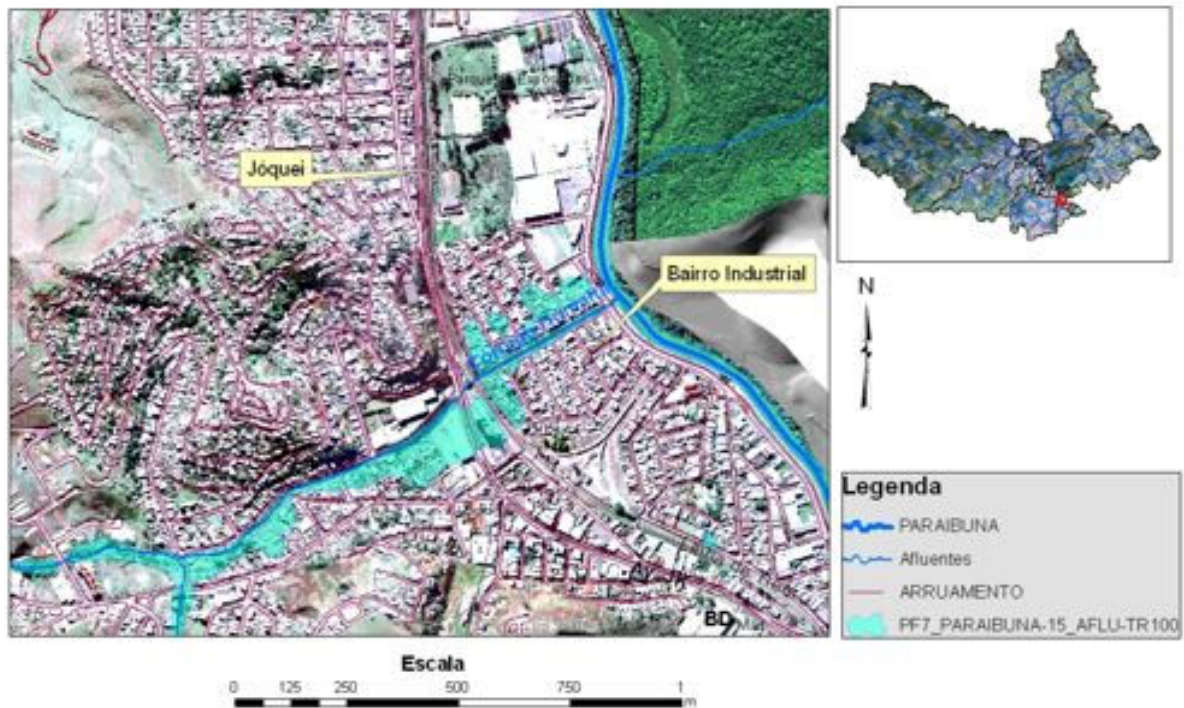 Jóquei
Bairro Industrial
BD
N
Legenda
PARAIBUNA
Afluentes
ARRUAMENTO
PF7_PARAIBUNA-15_AFLU-TR100
Escala
0 125 250 500 750 1
m